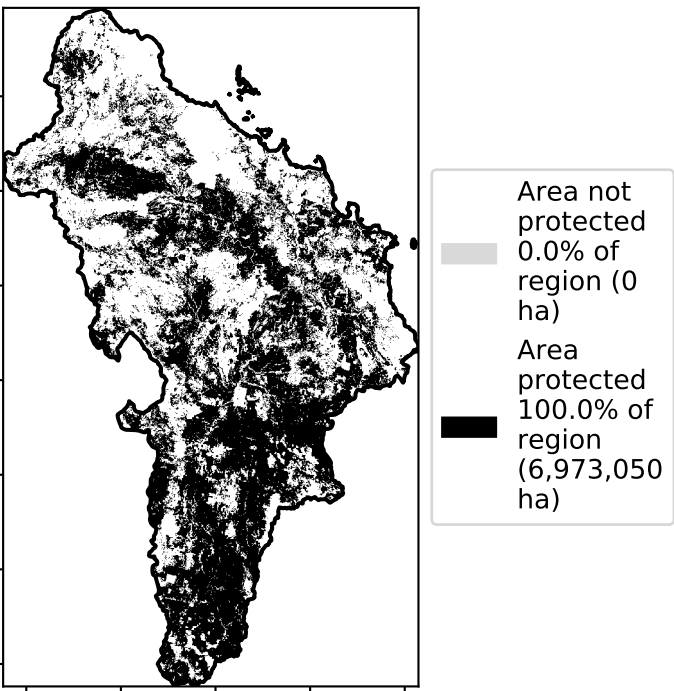 Area not
protected
0.0% of
region (0
ha)
Area
protected
100.0% of
region
(6,973,050
ha)